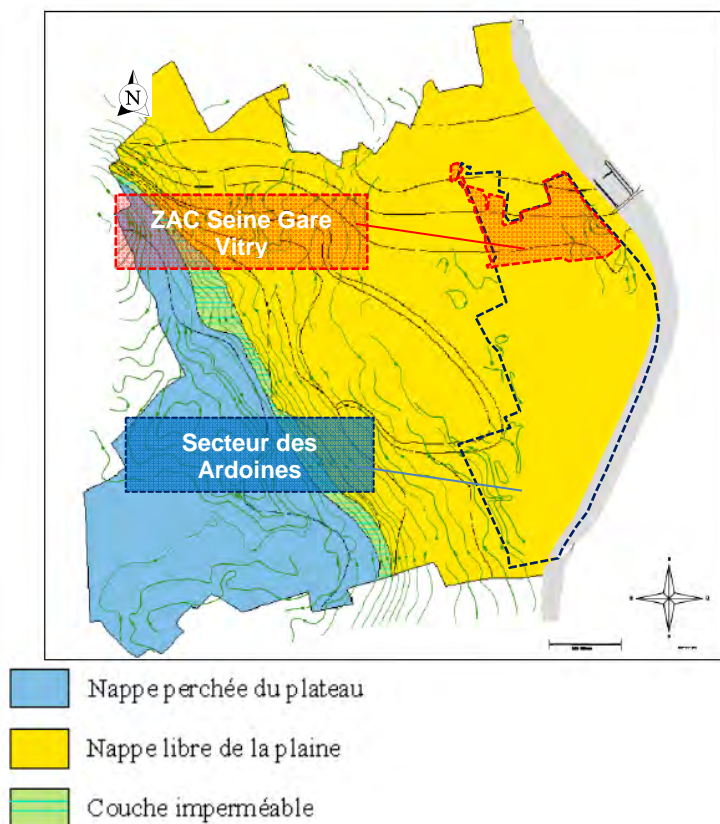 N
ZAC Seine Gare
Vitry
Secteur des
Ardoines
Nappe perchée du plateau
Nappe libre de la plaine
Couche imperméable